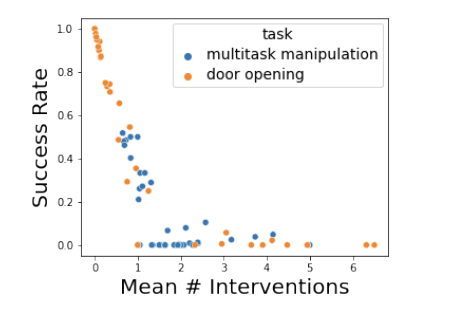 task
multitask manipulation
door opening
1.0
0.8
0.6
0.4
0.2
0.0
Success Rate
0 1 2 3 4 5 6
Mean # Interventions